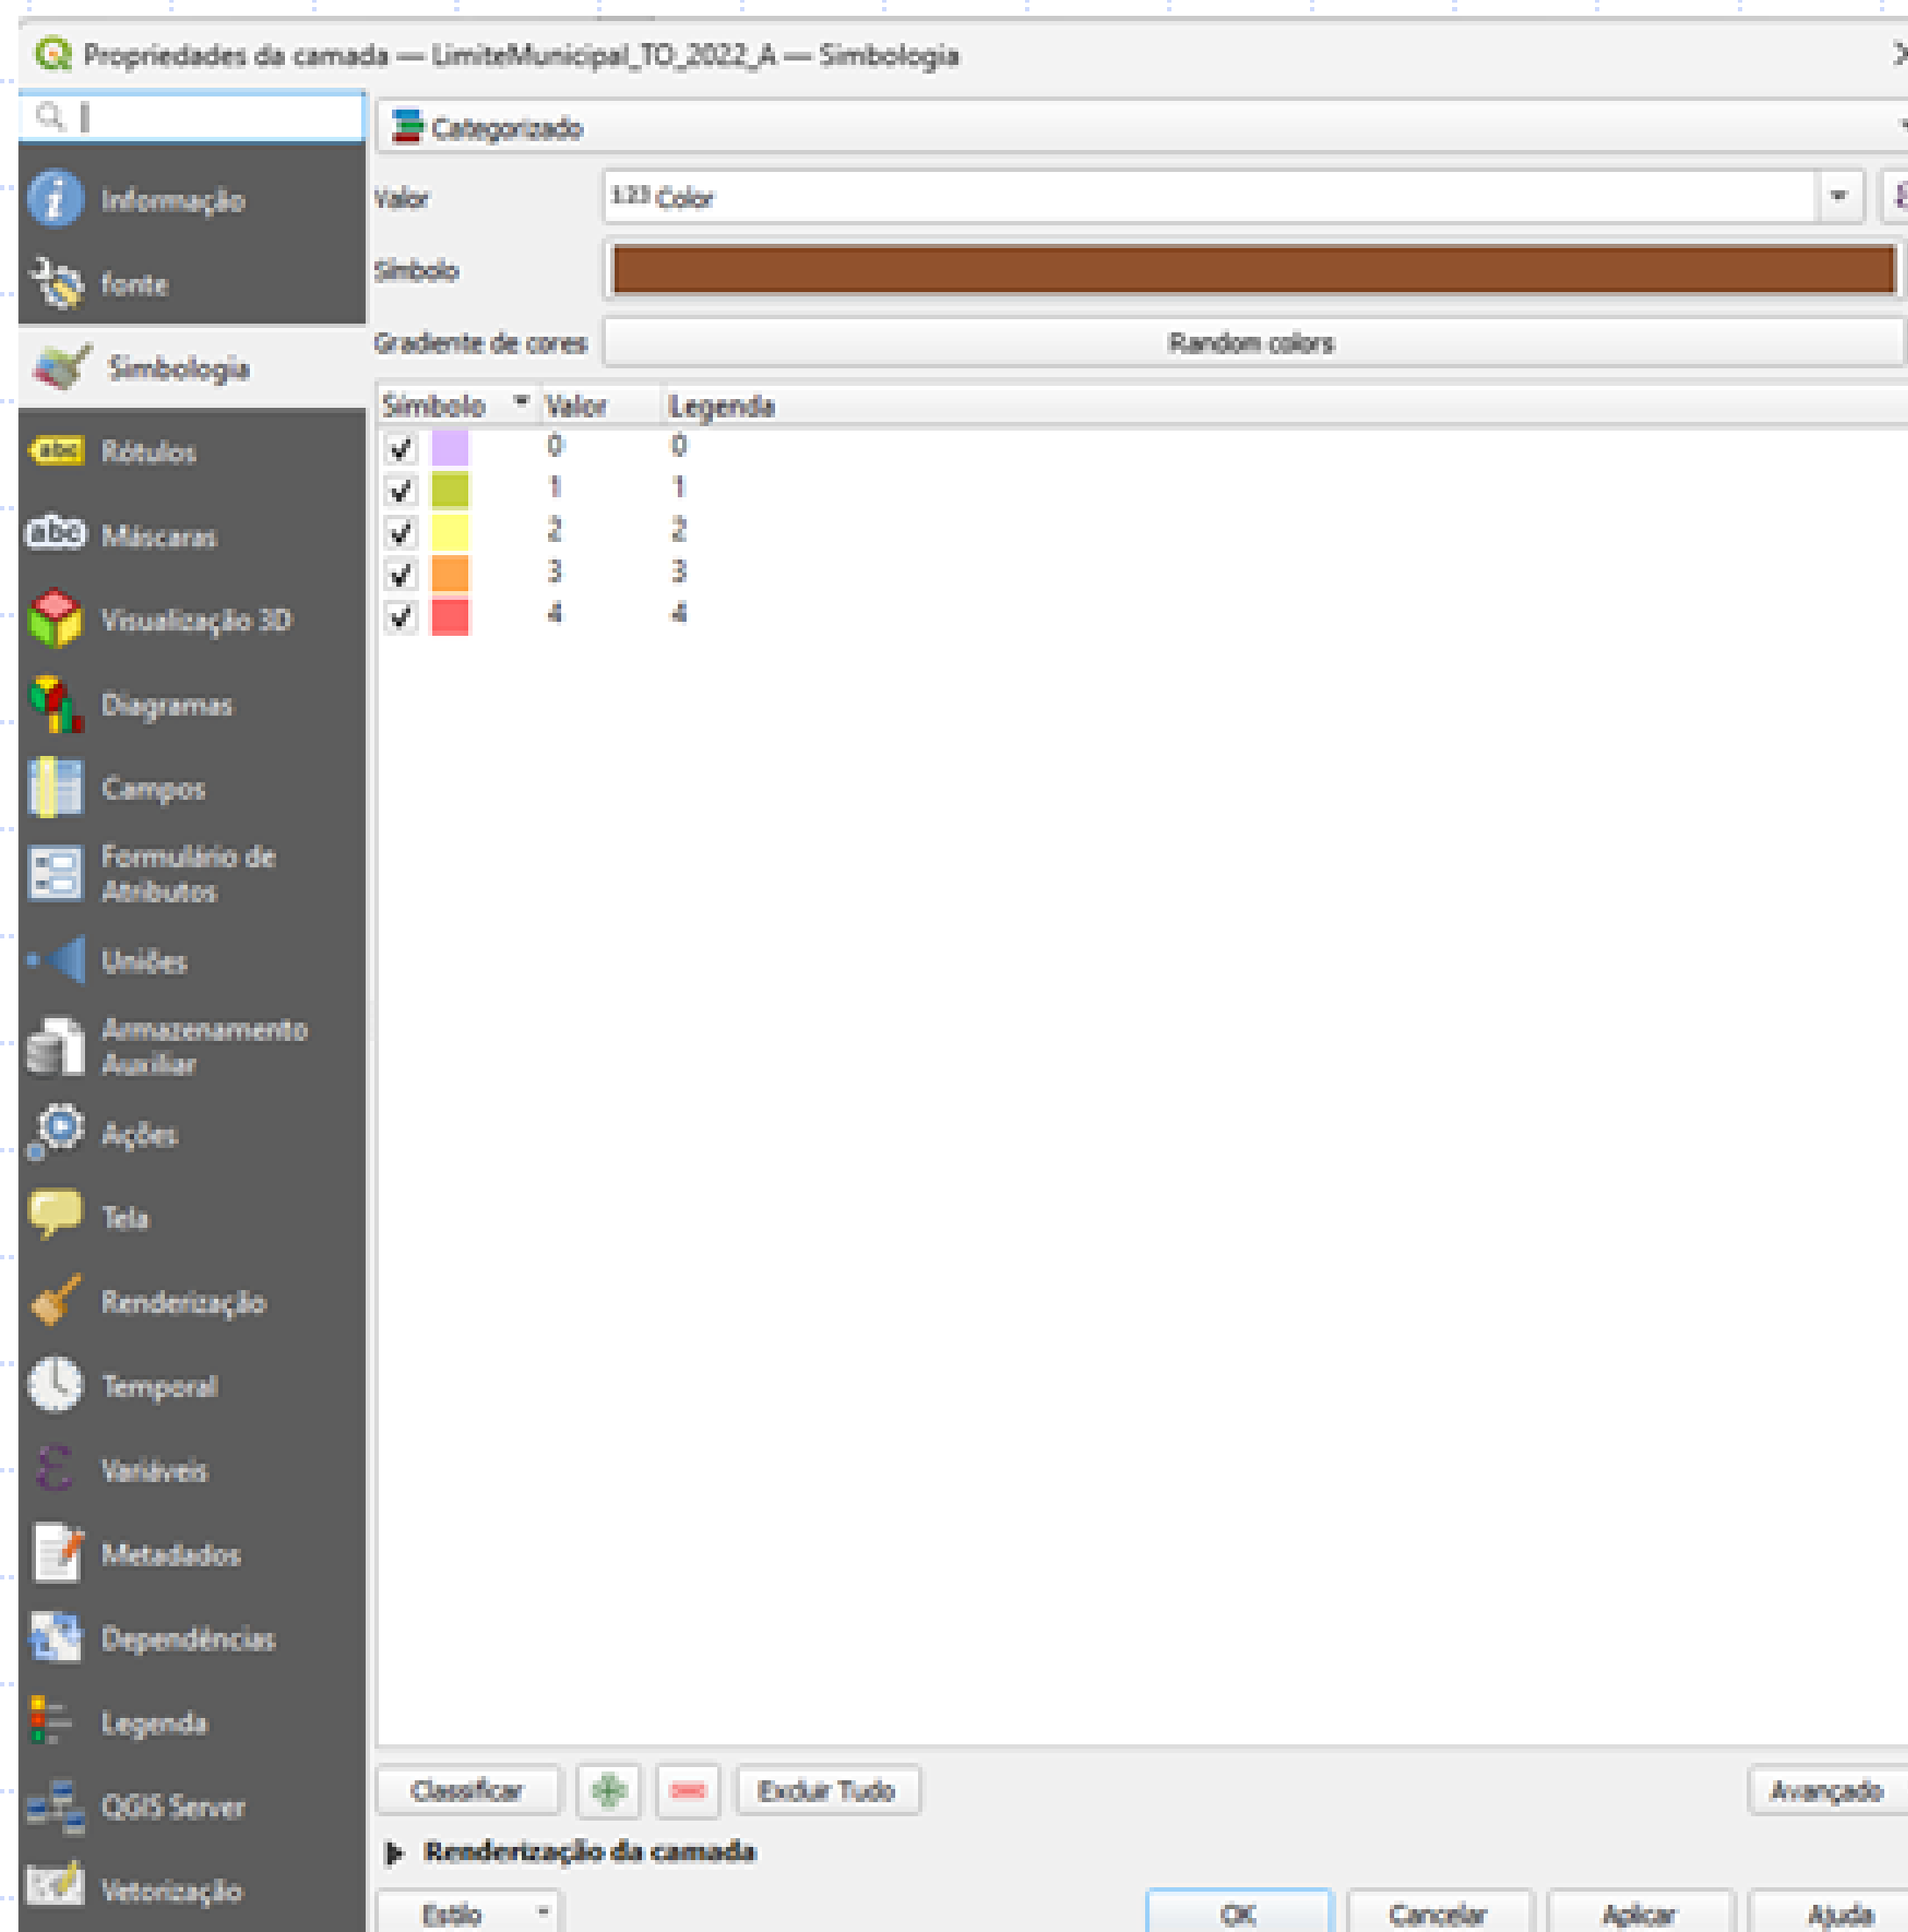 Propriedades da camada — LimiteMunicipal_TO_2022_A — Simbologia
Categorizado
Informação
Valor
123 Color
fonte
Símbolo
Gradiente de cores
Random colors
Simbologia
Símbolo Valor Legenda
0 0
abc Rótulos
1 1
2 2
abc Máscaras
3 3
4 4
Visualização 3D
Diagramas
Campos
Formulário de
Atributos
Uniões
Armazenamento
Auxiliar
Ações
Tela
Renderização
Temporal
ε Variáveis
Metadados
Dependências
Legenda
Classificar
Excluir Tudo
Avançado
QGIS Server
Renderização da camada
Vetorização
Estilo
OK
Cancelar
Aplicar
Ajuda